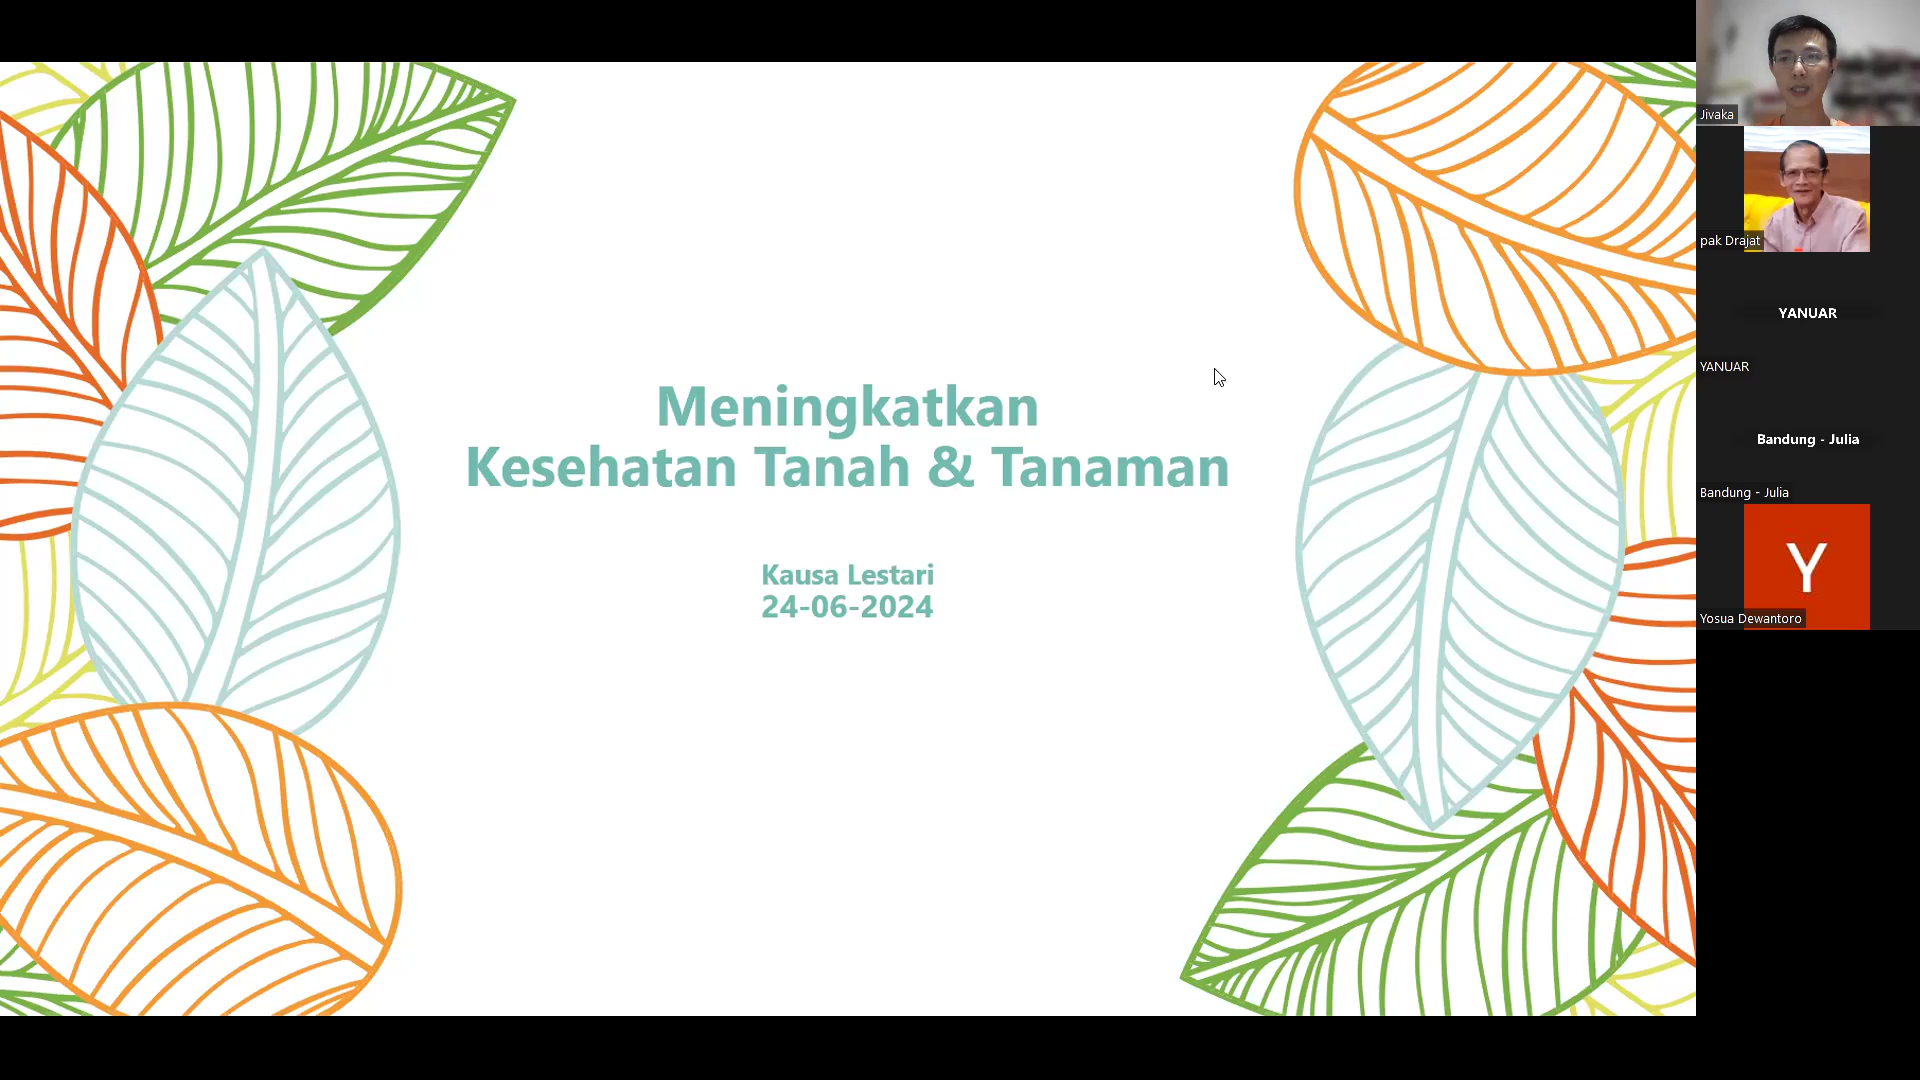 Meningkatkan
Kesehatan Tanah & Tanaman
Kausa Lestari
24-06-2024
Jivaka
pak Drajat
YANUAR
YANUAR
Bandung - Julia
Bandung - Julia
Y
Yosua Dewantoro